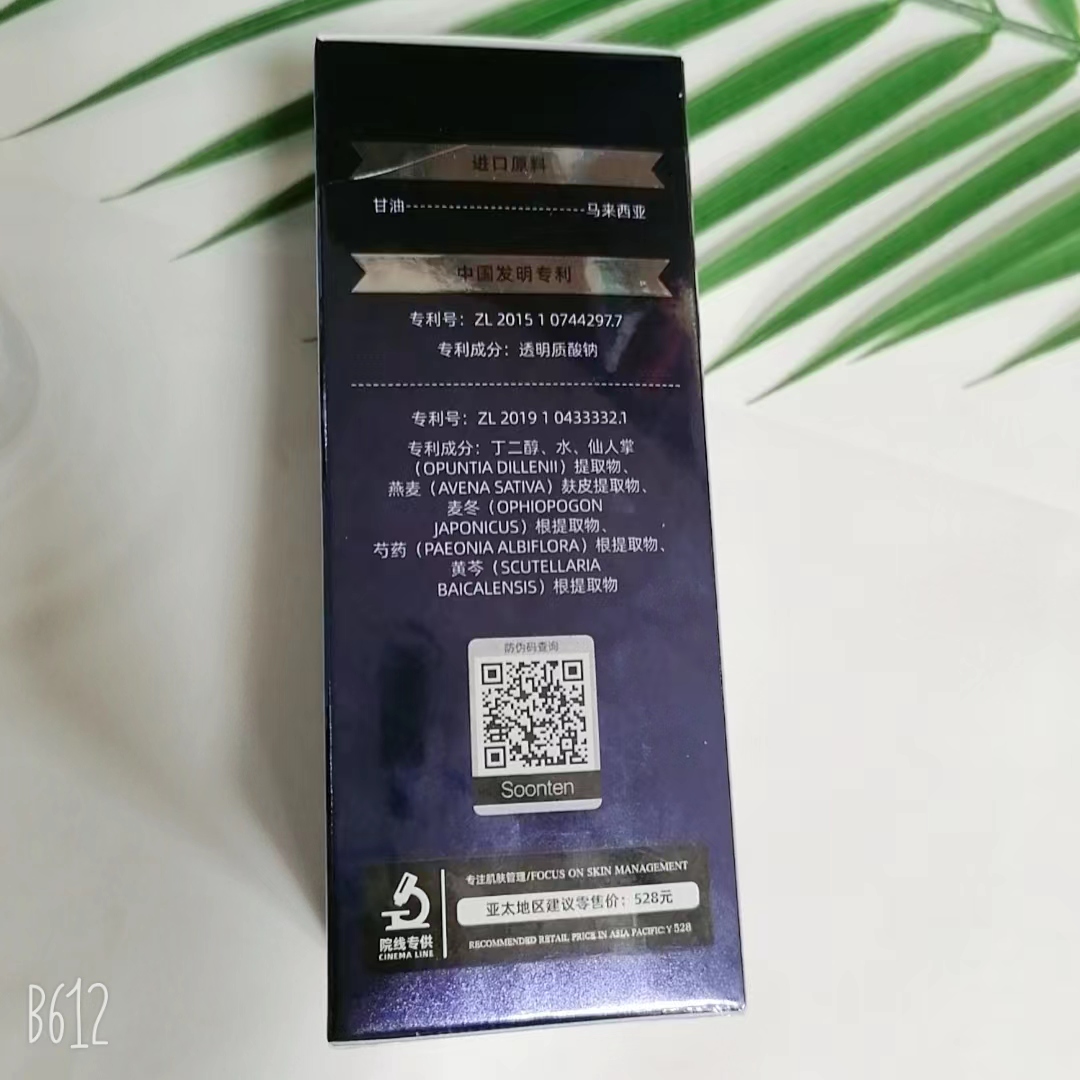 进口原料
甘油---------------------------马来西亚
中国发明专利
专利号：ZL 2015 1 0744297.7
专利成分：透明质酸钠
专利号：ZL 2019 1 0433332.1
专利成分：丁二醇、水、仙人掌
（OPUNTIA DILLENII）提取物、
燕麦（AVENA SATIVA）麸皮提取物、
麦冬（OPHIOPOGON
JAPONICUS）根提取物、
芍药（PAEONIA ALBIFLORA）根提取物、
黄芩（SCUTELLARIA
BAICALENSIS）根提取物
防伪码查询
Soonten
专注肌肤管理/FOCUS ON SKIN MANAGEMENT
亚太地区建议零售价：528元
RECOMMENDED RETAIL PRICE IN ASIA PACIFIC:Y 528
院线专供
CINEMA LINE
B612